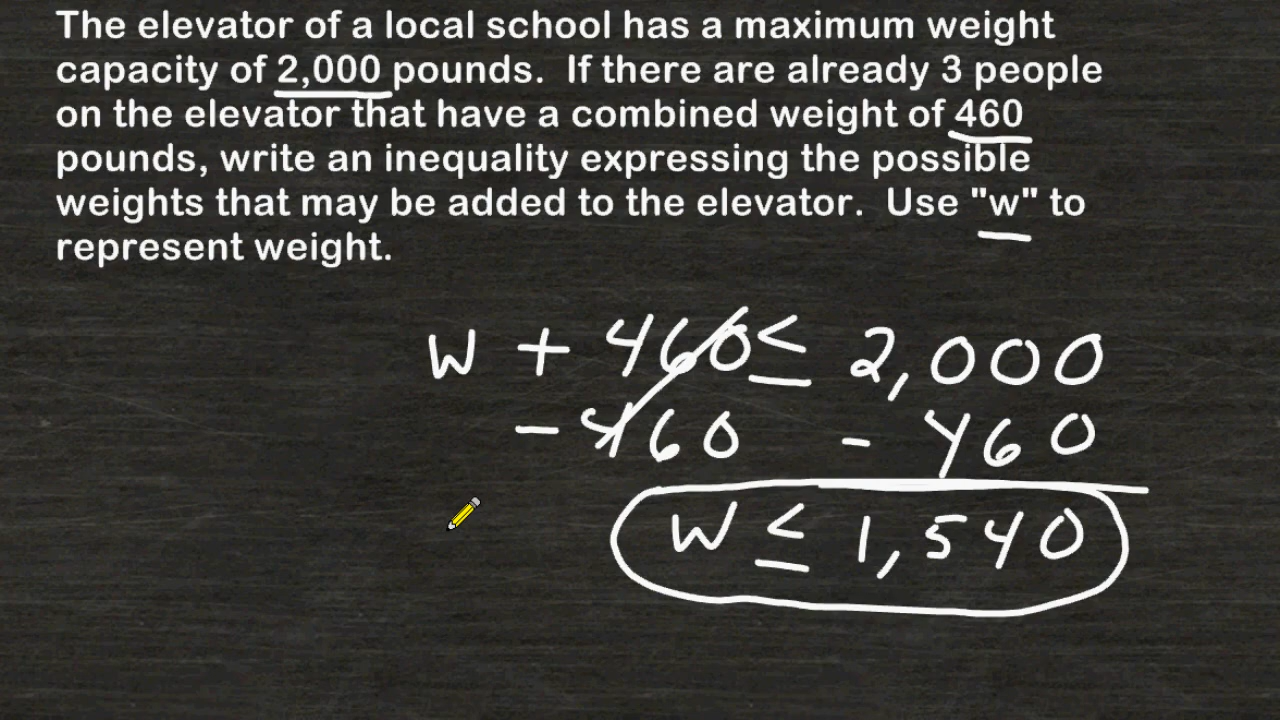 The elevator of a local school has a maximum weight
capacity of 2,000 pounds.  If there are already 3 people
on the elevator that have a combined weight of 460
pounds, write an inequality expressing the possible
weights that may be added to the elevator.  Use "w" to
represent weight.
w + 460 ≤ 2,000
- 460 - 460
w ≤ 1,540